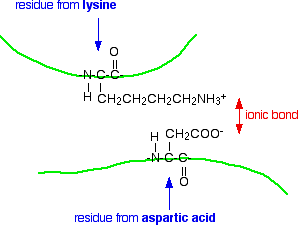 residue from lysine
O
-N-C-C-
H
CH2CH2CH2CH2NH3+
ionic bond
H
CH2COO-
-N-C-C-
O
residue from aspartic acid